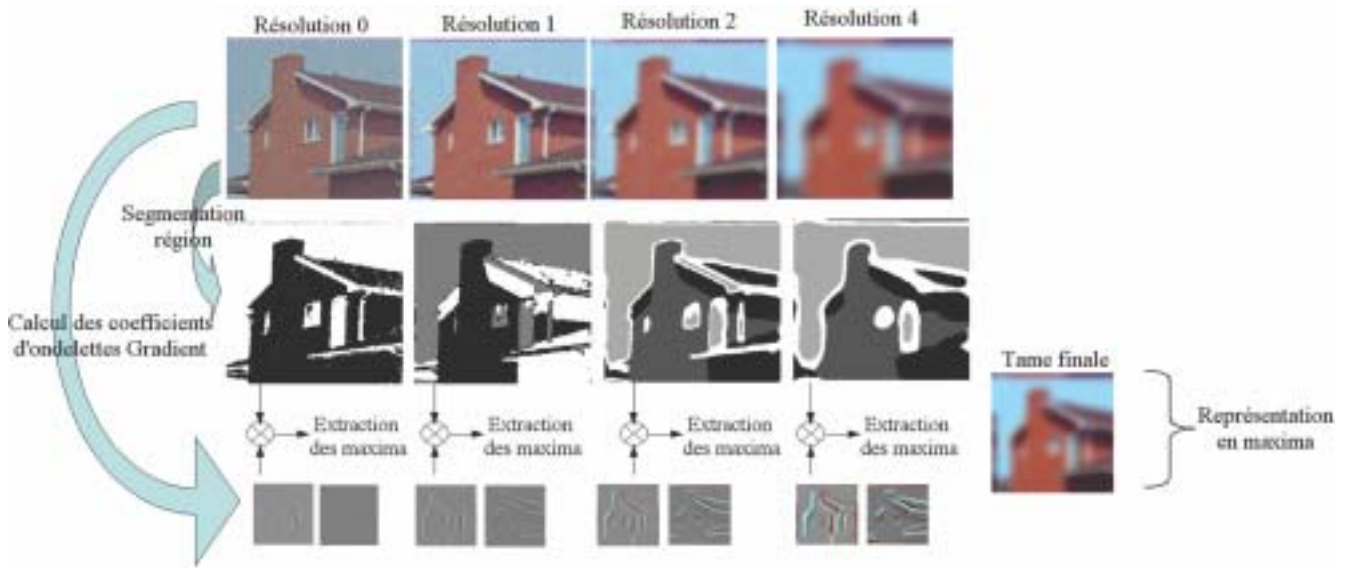 Résolution 0
Résolution 1
Résolution 2
Résolution 4
Segmentation
région
Calcul des coefficients
d'ondelettes Gradient
Extraction
des maxima
Extraction
des maxima
Extraction
des maxima
Extraction
des maxima
Tame finale
Représentation
en maxima